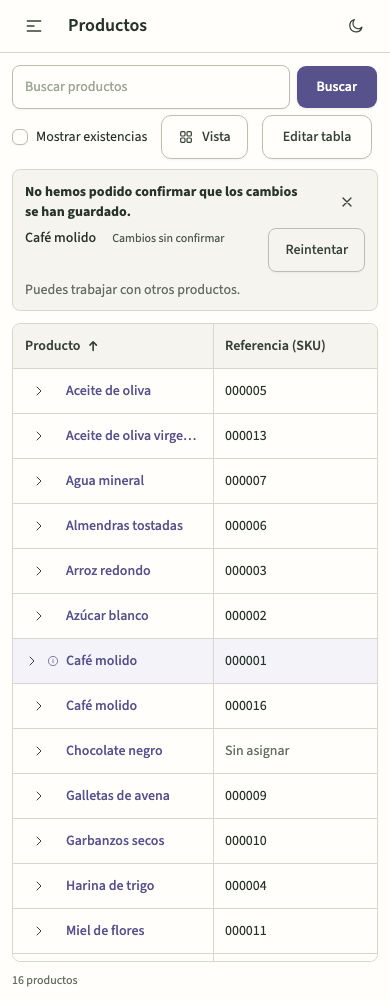 Productos
Buscar productos
Buscar
Mostrar existencias
Vista
Editar tabla
No hemos podido confirmar que los cambios
se han guardado.
Café molido
Cambios sin confirmar
Reintentar
Puedes trabajar con otros productos.
Producto
Referencia (SKU)
Aceite de oliva
000005
Aceite de oliva virge...
000013
Agua mineral
000007
Almendras tostadas
000006
Arroz redondo
000003
Azúcar blanco
000002
Café molido
000001
Café molido
000016
Chocolate negro
Sin asignar
Galletas de avena
000009
Garbanzos secos
000010
Harina de trigo
000004
Miel de flores
000011
16 productos